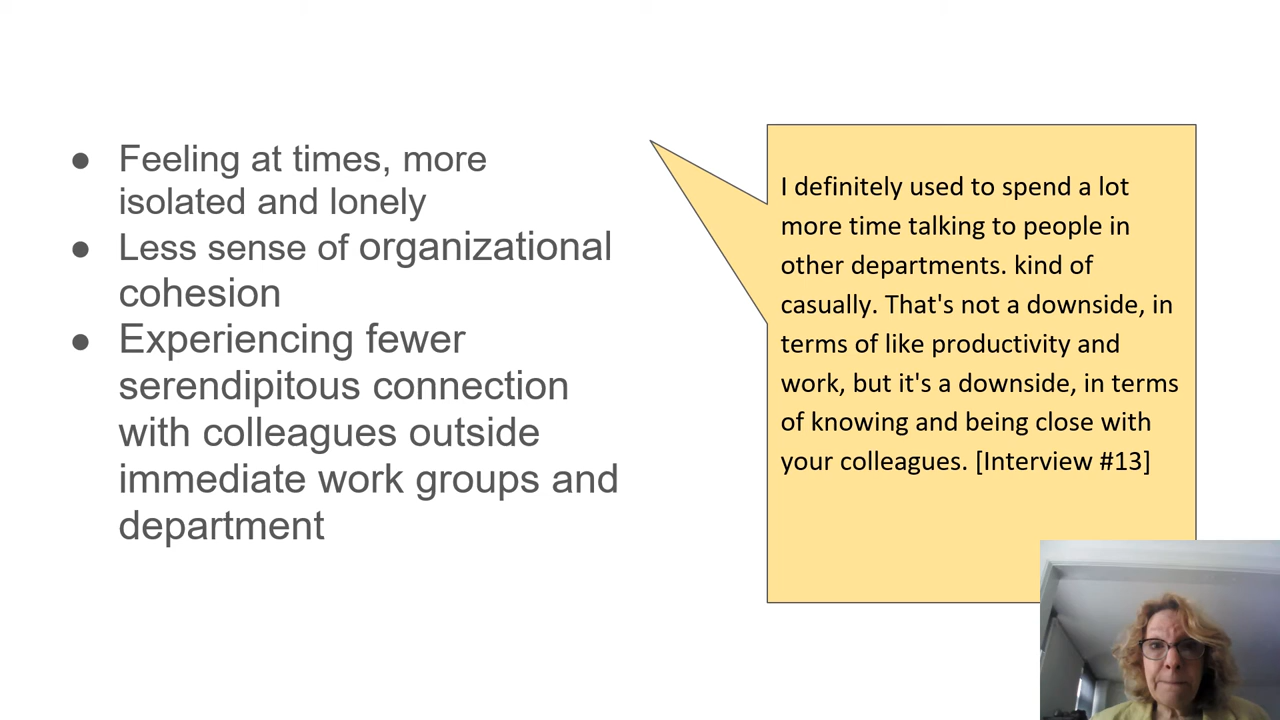 ● Feeling at times, more
isolated and lonely
● Less sense of organizational
cohesion
● Experiencing fewer
serendipitous connection
with colleagues outside
immediate work groups and
department
I definitely used to spend a lot
more time talking to people in
other departments. kind of
casually. That's not a downside, in
terms of like productivity and
work, but it's a downside, in terms
of knowing and being close with
your colleagues. [Interview #13]